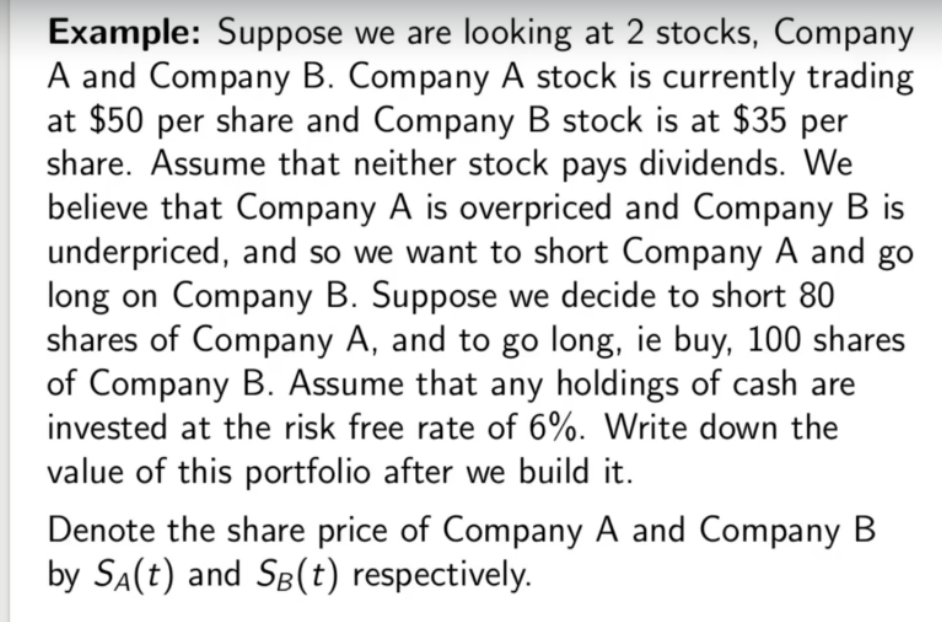 Example: Suppose we are looking at 2 stocks, Company
A and Company B. Company A stock is currently trading
at $50 per share and Company B stock is at $35 per
share. Assume that neither stock pays dividends. We
believe that Company A is overpriced and Company B is
underpriced, and so we want to short Company A and go
long on Company B. Suppose we decide to short 80
shares of Company A, and to go long, ie buy, 100 shares
of Company B. Assume that any holdings of cash are
invested at the risk free rate of 6%. Write down the
value of this portfolio after we build it.
Denote the share price of Company A and Company B
by S_A(t) and S_B(t) respectively.